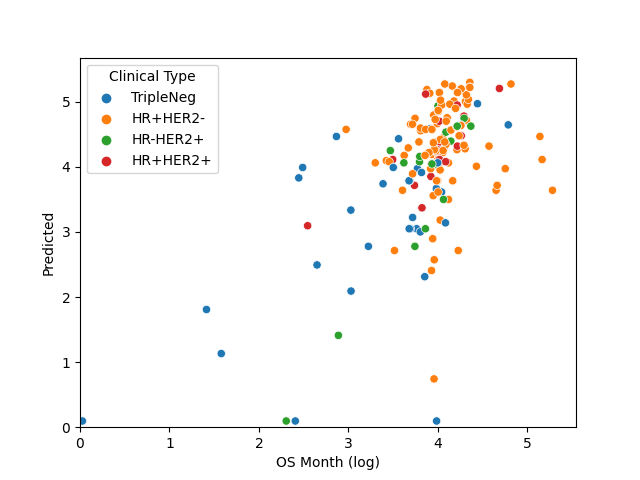 Clinical Type
TripleNeg
HR+HER2-
HR-HER2+
HR+HER2+
Predicted
5
4
3
2
1
0
0 1 2 3 4 5
OS Month (log)